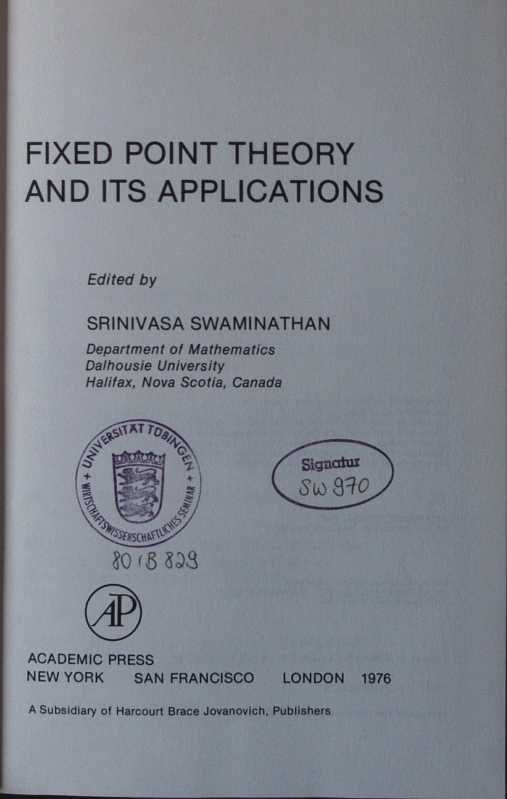 FIXED POINT THEORY
AND ITS APPLICATIONS
Edited by
SRINIVASA SWAMINATHAN
Department of Mathematics
Dalhousie University
Halifax, Nova Scotia, Canada
UNIVERSITÄT TÜBINGEN
+ WIRTSCHAFTSWISSENSCHAFTLICHES SEMINAR +
Signatur
SW 970
80 / B 829
AP
ACADEMIC PRESS
NEW YORK SAN FRANCISCO LONDON 1976
A Subsidiary of Harcourt Brace Jovanovich, Publishers